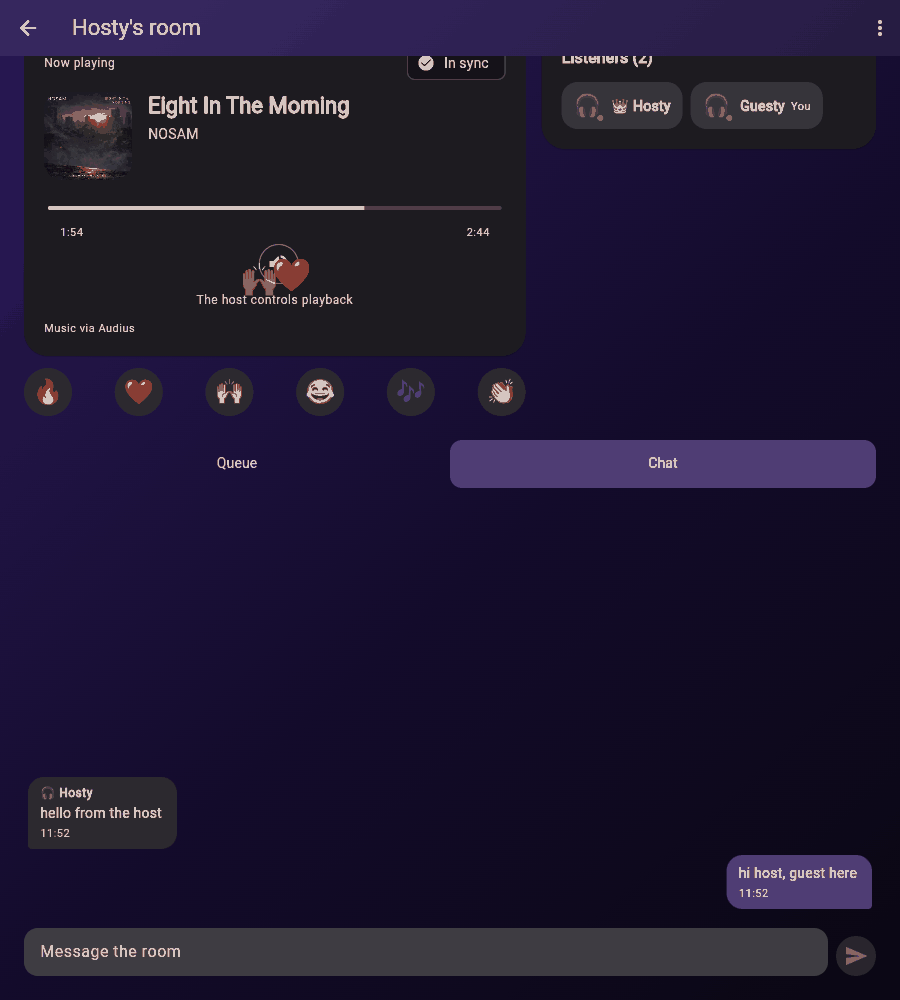 Hosty's room
Now playing
In sync
Eight In The Morning
NOSAM
1:54
2:44
The host controls playback
Music via Audius
Listeners (2)
Hosty
Guesty You
Queue
Chat
Hosty
hello from the host
11:52
hi host, guest here
11:52
Message the room